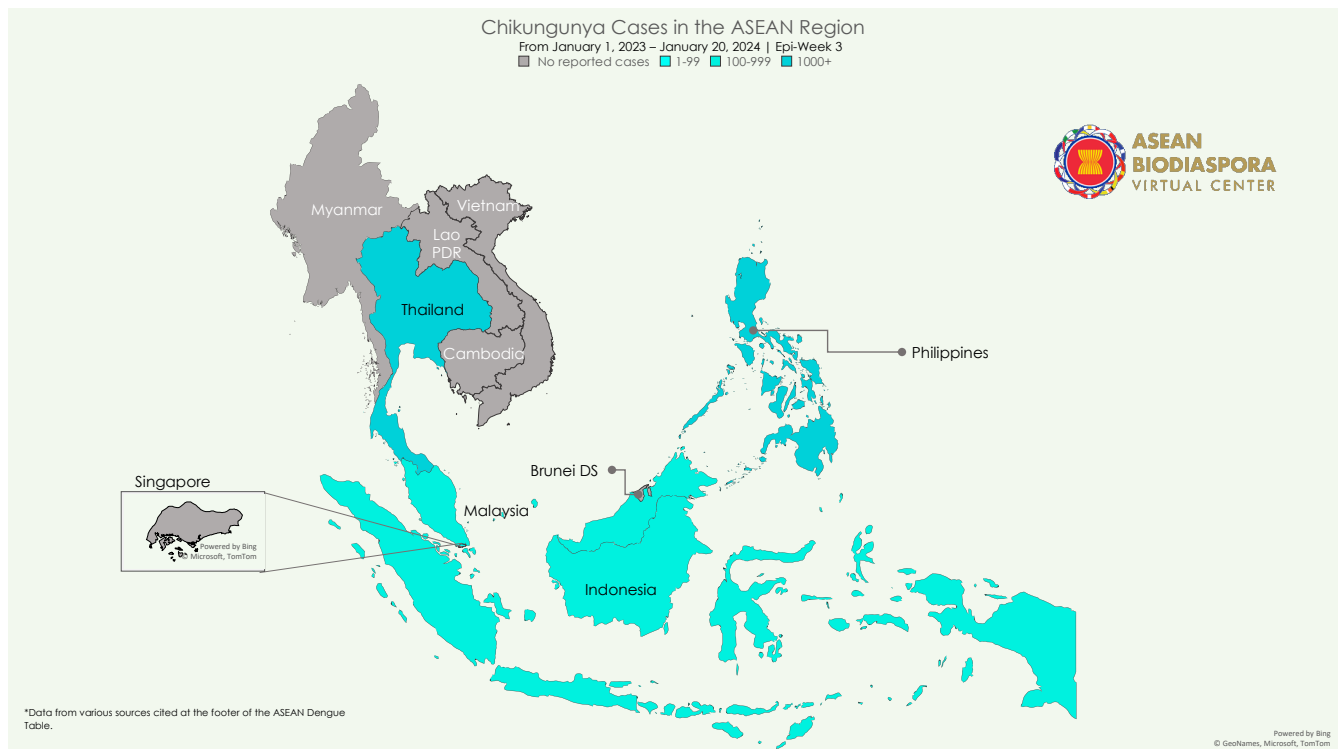 Chikungunya Cases in the ASEAN Region
From January 1, 2023 – January 20, 2024 | Epi-Week 3
No reported cases 1-99 100-999 1000+
ASEAN
BIODIASPORA
VIRTUAL CENTER
Myanmar
Vietnam
Lao
PDR
Thailand
Cambodia
Philippines
Brunei DS
Singapore
Malaysia
Powered by Bing
© Microsoft, TomTom
Indonesia
*Data from various sources cited at the footer of the ASEAN Dengue
Table.
Powered by Bing
© GeoNames, Microsoft, TomTom